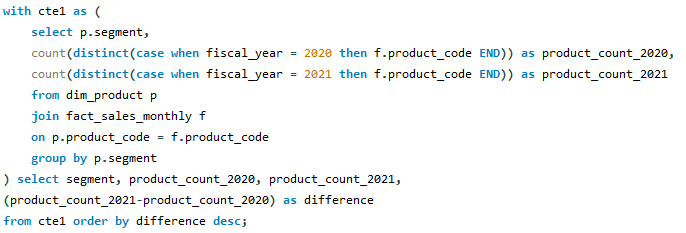 with cte1 as (
    select p.segment,
    count(distinct(case when fiscal_year = 2020 then f.product_code END)) as product_count_2020,
    count(distinct(case when fiscal_year = 2021 then f.product_code END)) as product_count_2021
    from dim_product p
    join fact_sales_monthly f
    on p.product_code = f.product_code
    group by p.segment
) select segment, product_count_2020, product_count_2021,
(product_count_2021-product_count_2020) as difference
from cte1 order by difference desc;